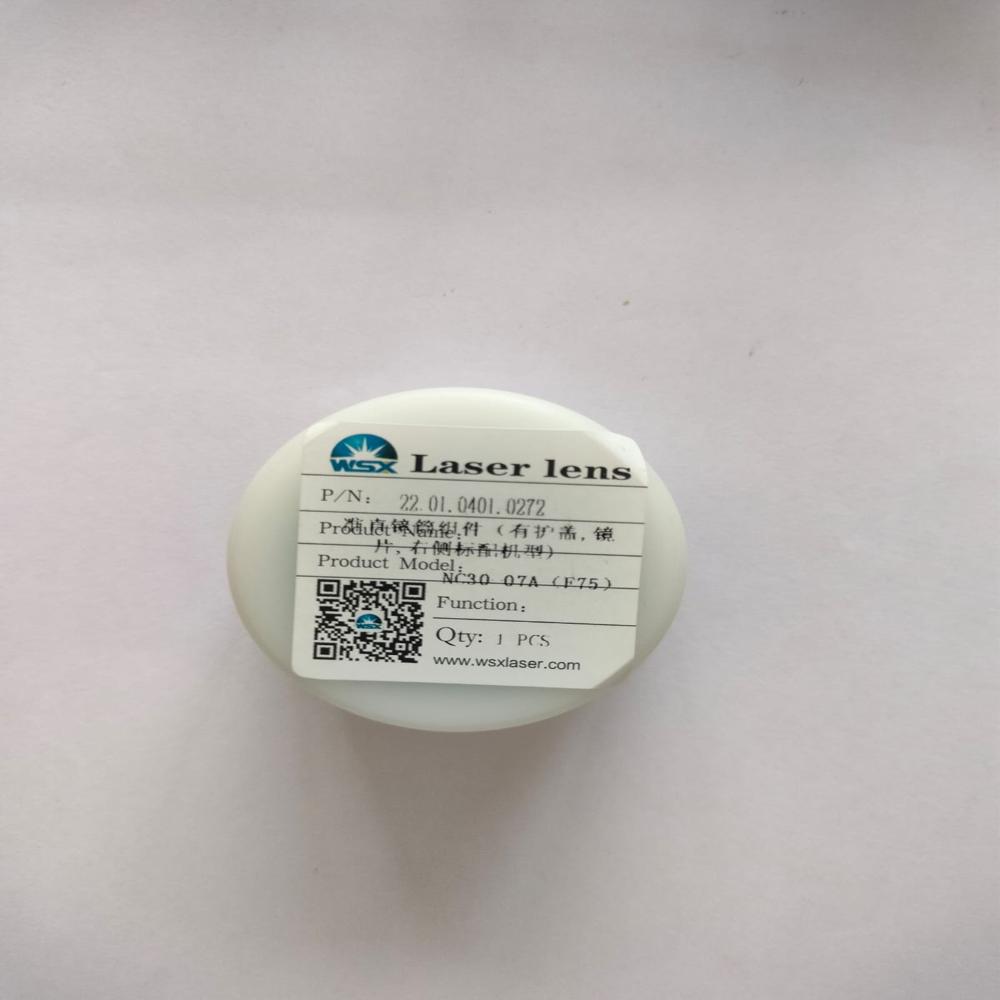 WSX Laser lens
P/N: 22.01.0401.0272
Product Name: 准直镜筒组件（有护盖,镜
片,右侧标配机型）
Product Model:
NC30 07A（F75）
Function:
Qty: 1 PCS
www.wsxlaser.com